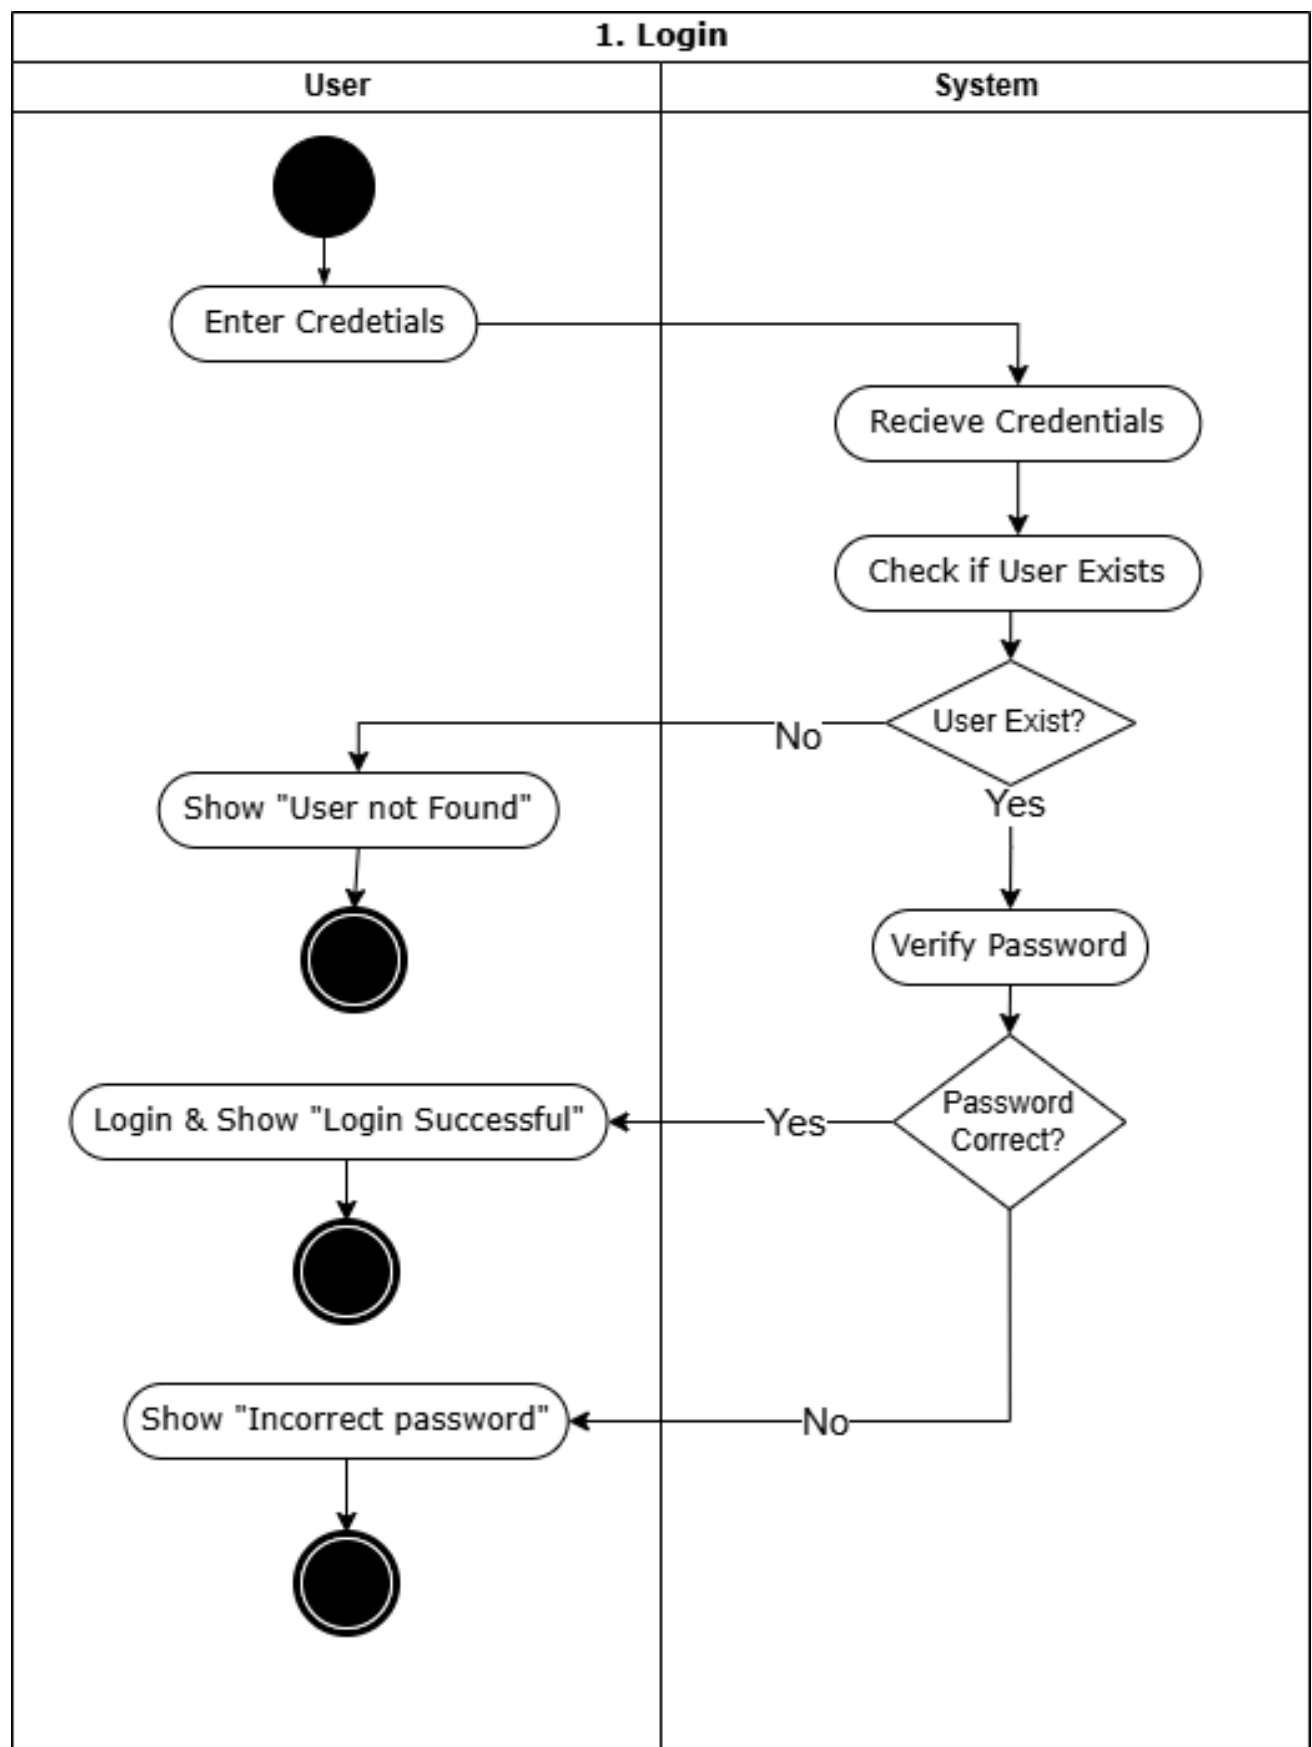 1. Login
User
System
Enter Credetials
Recieve Credentials
Check if User Exists
User Exist?
No
Yes
Show "User not Found"
Verify Password
Password
Correct?
Yes
Login & Show "Login Successful"
No
Show "Incorrect password"